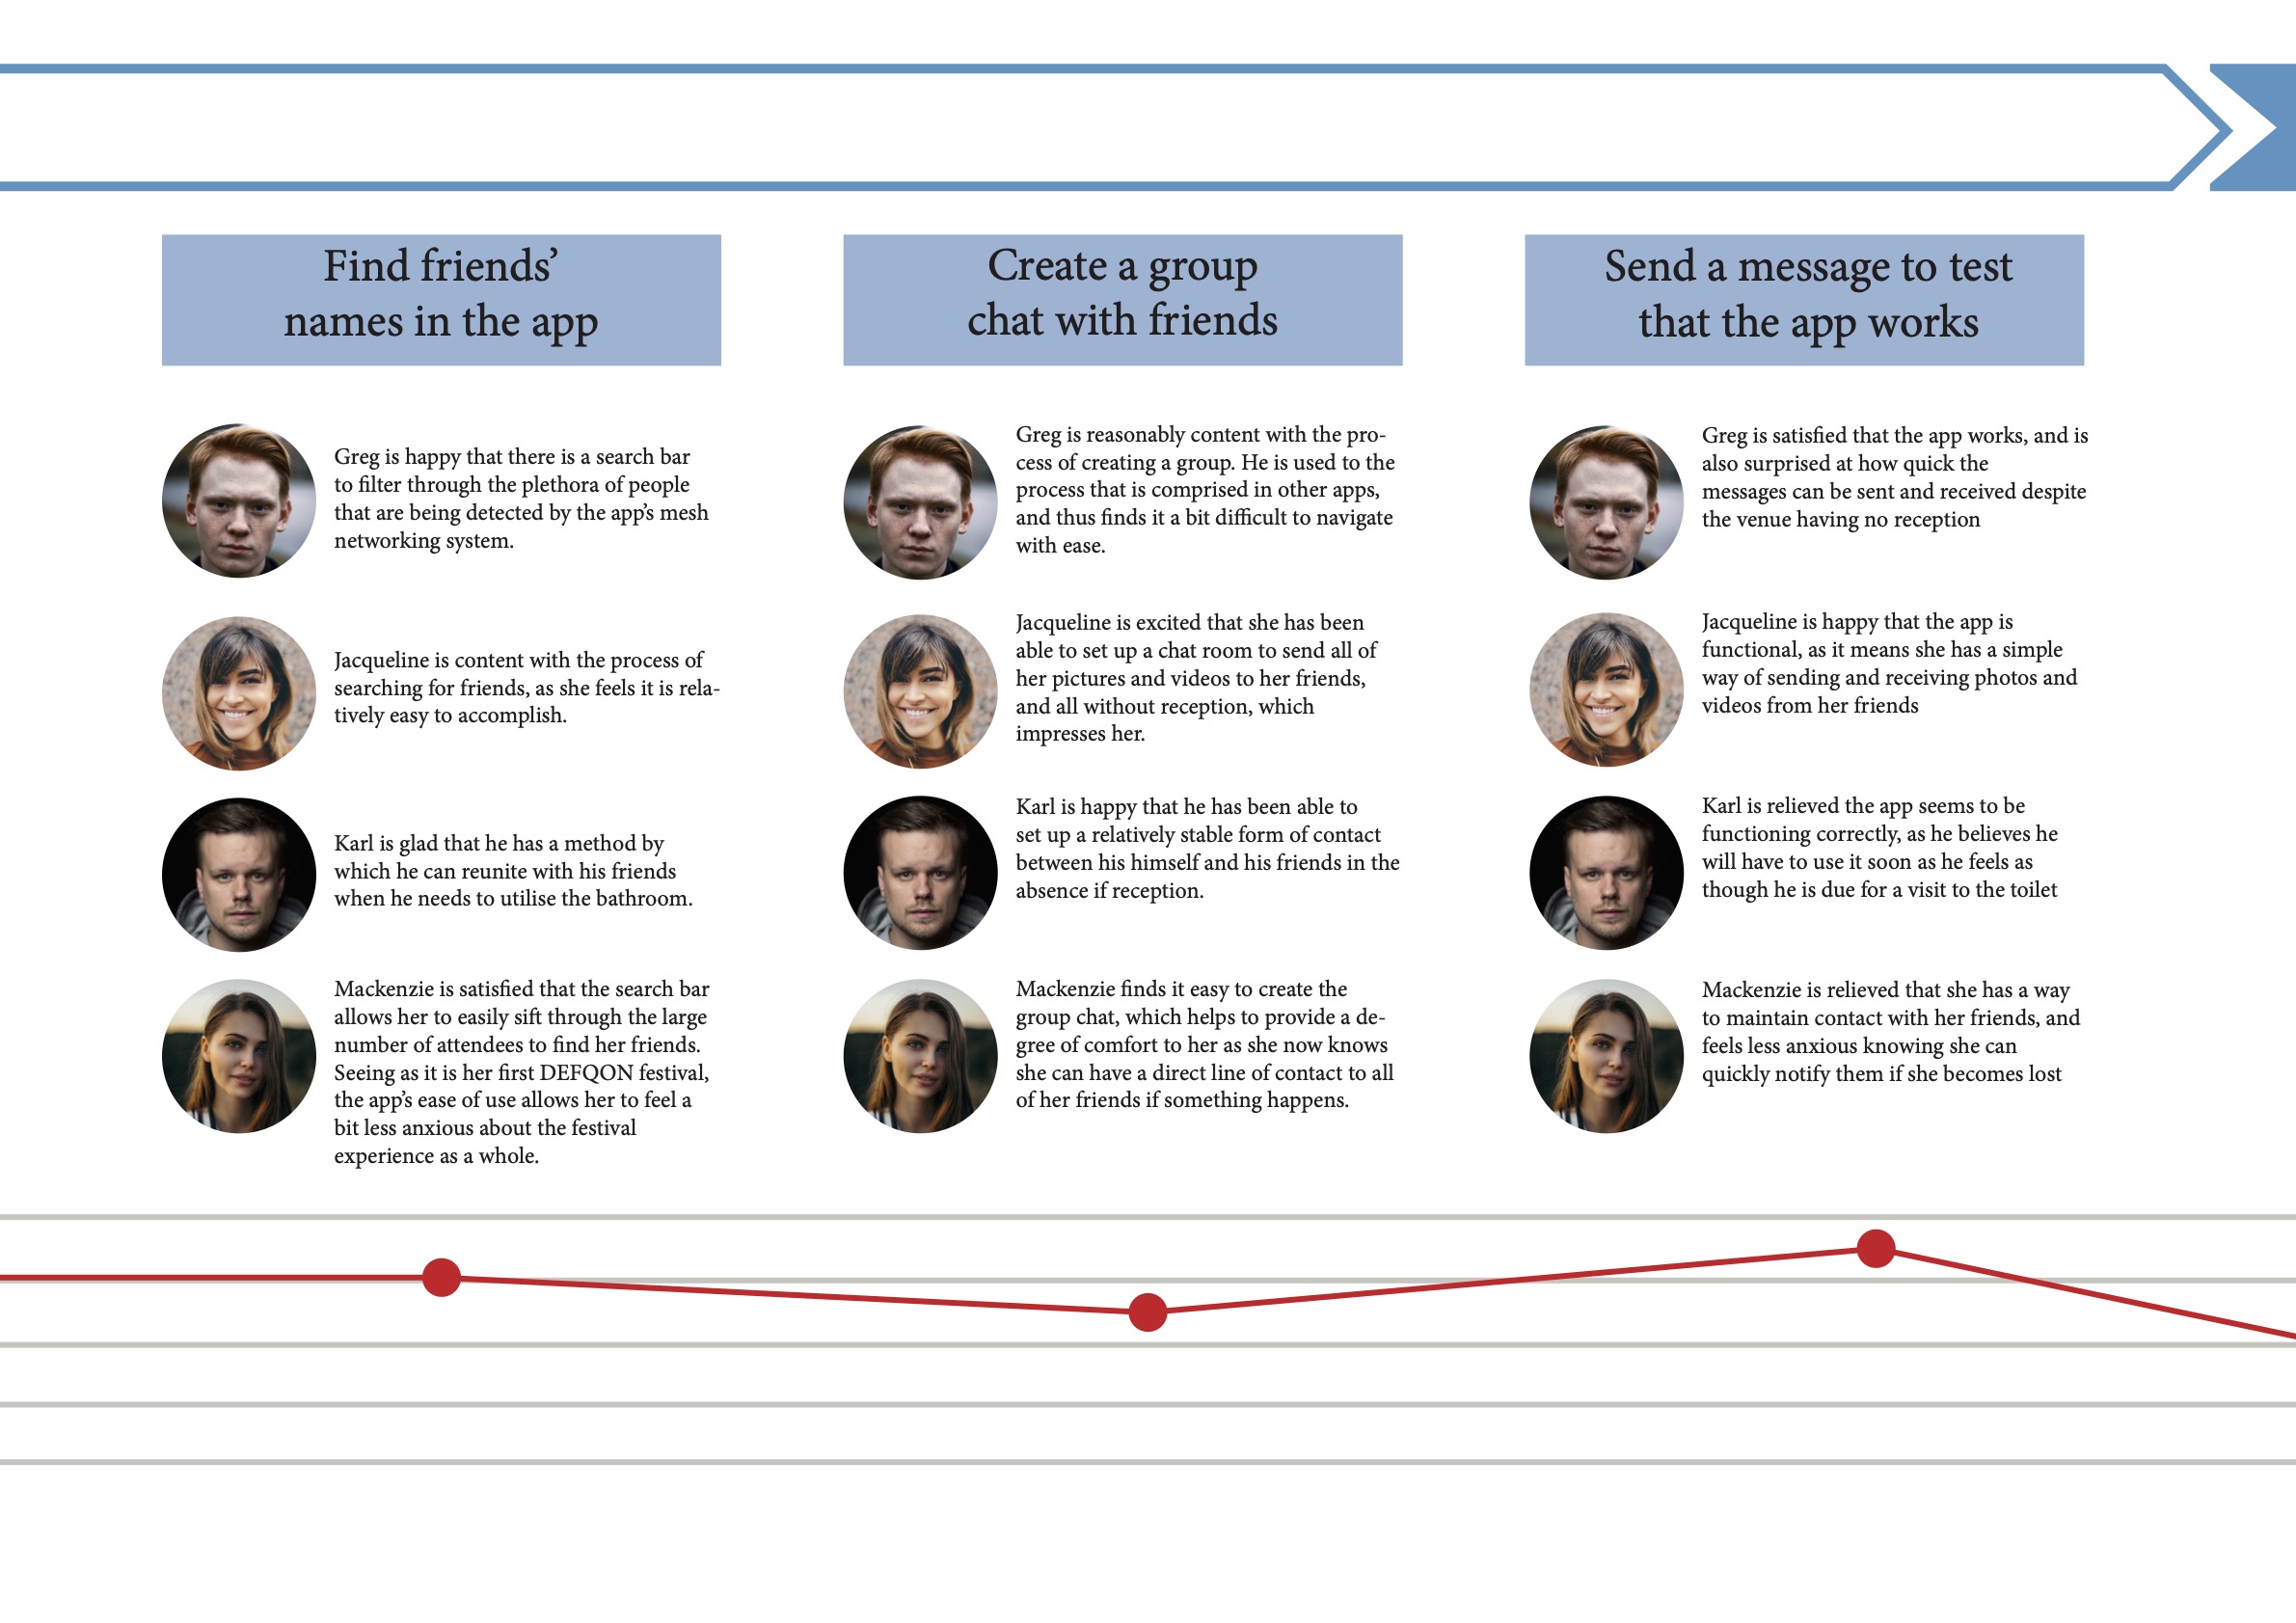 Find friends’
names in the app
Greg is happy that there is a search bar
to filter through the plethora of people
that are being detected by the app’s mesh
networking system.
Jacqueline is content with the process of
searching for friends, as she feels it is rela-
tively easy to accomplish.
Karl is glad that he has a method by
which he can reunite with his friends
when he needs to utilise the bathroom.
Mackenzie is satisfied that the search bar
allows her to easily sift through the large
number of attendees to find her friends.
Seeing as it is her first DEFQON festival,
the app’s ease of use allows her to feel a
bit less anxious about the festival
experience as a whole.
Create a group
chat with friends
Greg is reasonably content with the pro-
cess of creating a group. He is used to the
process that is comprised in other apps,
and thus finds it a bit difficult to navigate
with ease.
Jacqueline is excited that she has been
able to set up a chat room to send all of
her pictures and videos to her friends,
and all without reception, which
impresses her.
Karl is happy that he has been able to
set up a relatively stable form of contact
between his himself and his friends in the
absence if reception.
Mackenzie finds it easy to create the
group chat, which helps to provide a de-
gree of comfort to her as she now knows
she can have a direct line of contact to all
of her friends if something happens.
Send a message to test
that the app works
Greg is satisfied that the app works, and is
also surprised at how quick the
messages can be sent and received despite
the venue having no reception
Jacqueline is happy that the app is
functional, as it means she has a simple
way of sending and receiving photos and
videos from her friends
Karl is relieved the app seems to be
functioning correctly, as he believes he
will have to use it soon as he feels as
though he is due for a visit to the toilet
Mackenzie is relieved that she has a way
to maintain contact with her friends, and
feels less anxious knowing she can
quickly notify them if she becomes lost